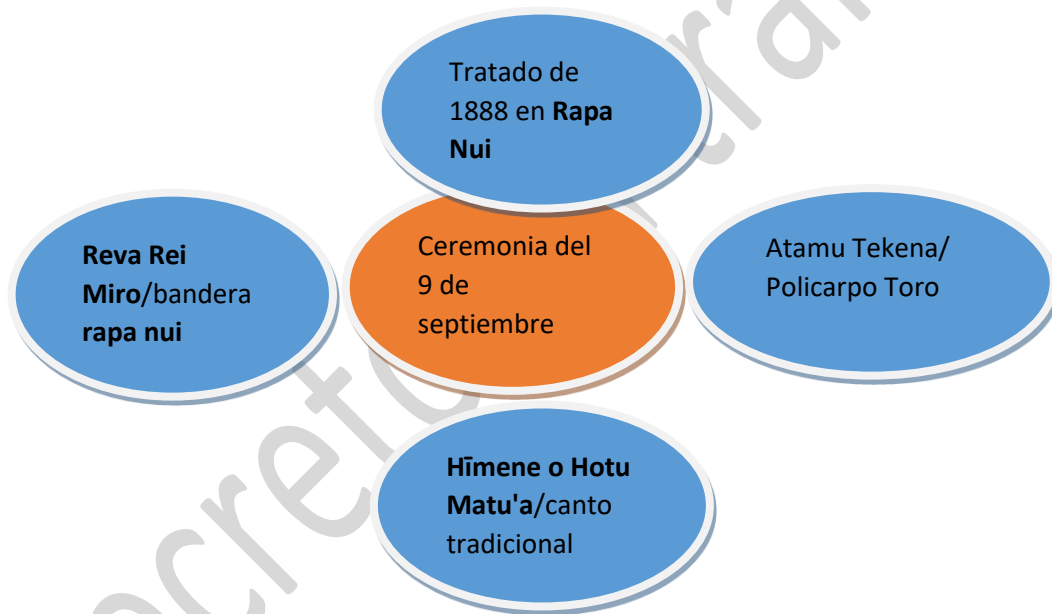 Tratado de
1888 en Rapa
Nui
Reva Rei
Miro/bandera
rapa nui
Ceremonia del
9 de
septiembre
Atamu Tekena/
Policarpo Toro
Hīmene o Hotu
Matu'a/canto
tradicional